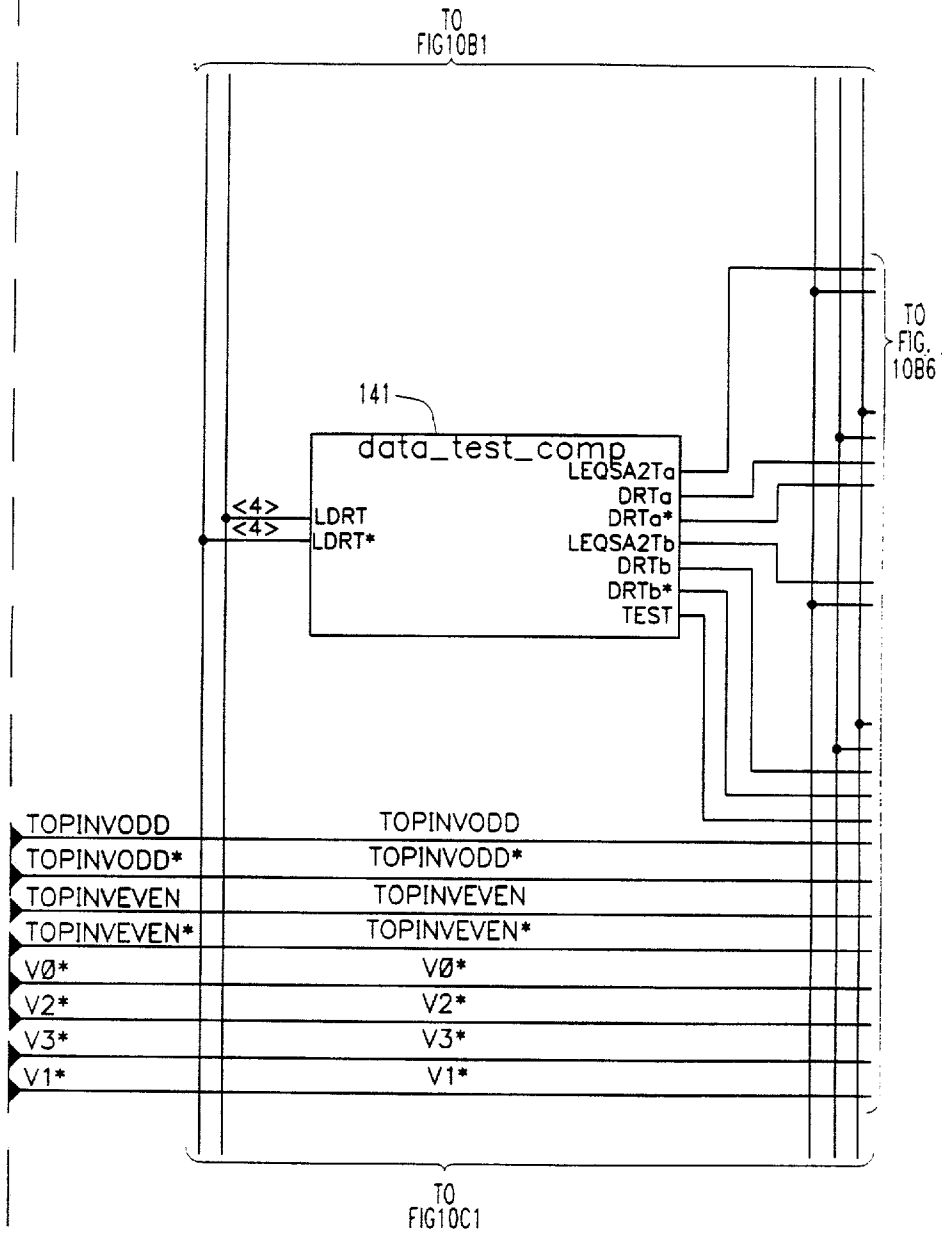 TO
FIG10B1
TO
FIG.
10B6
141
data_test_comp
LEQSA2Ta
DRTa
<4> LDRT DRTa*
<4> LDRT* LEQSA2Tb
DRTb
DRTb*
TEST
TOPINVODD TOPINVODD
TOPINVODD* TOPINVODD*
TOPINVEVEN TOPINVEVEN
TOPINVEVEN* TOPINVEVEN*
VØ* VØ*
V2* V2*
V3* V3*
V1* V1*
TO
FIG10C1